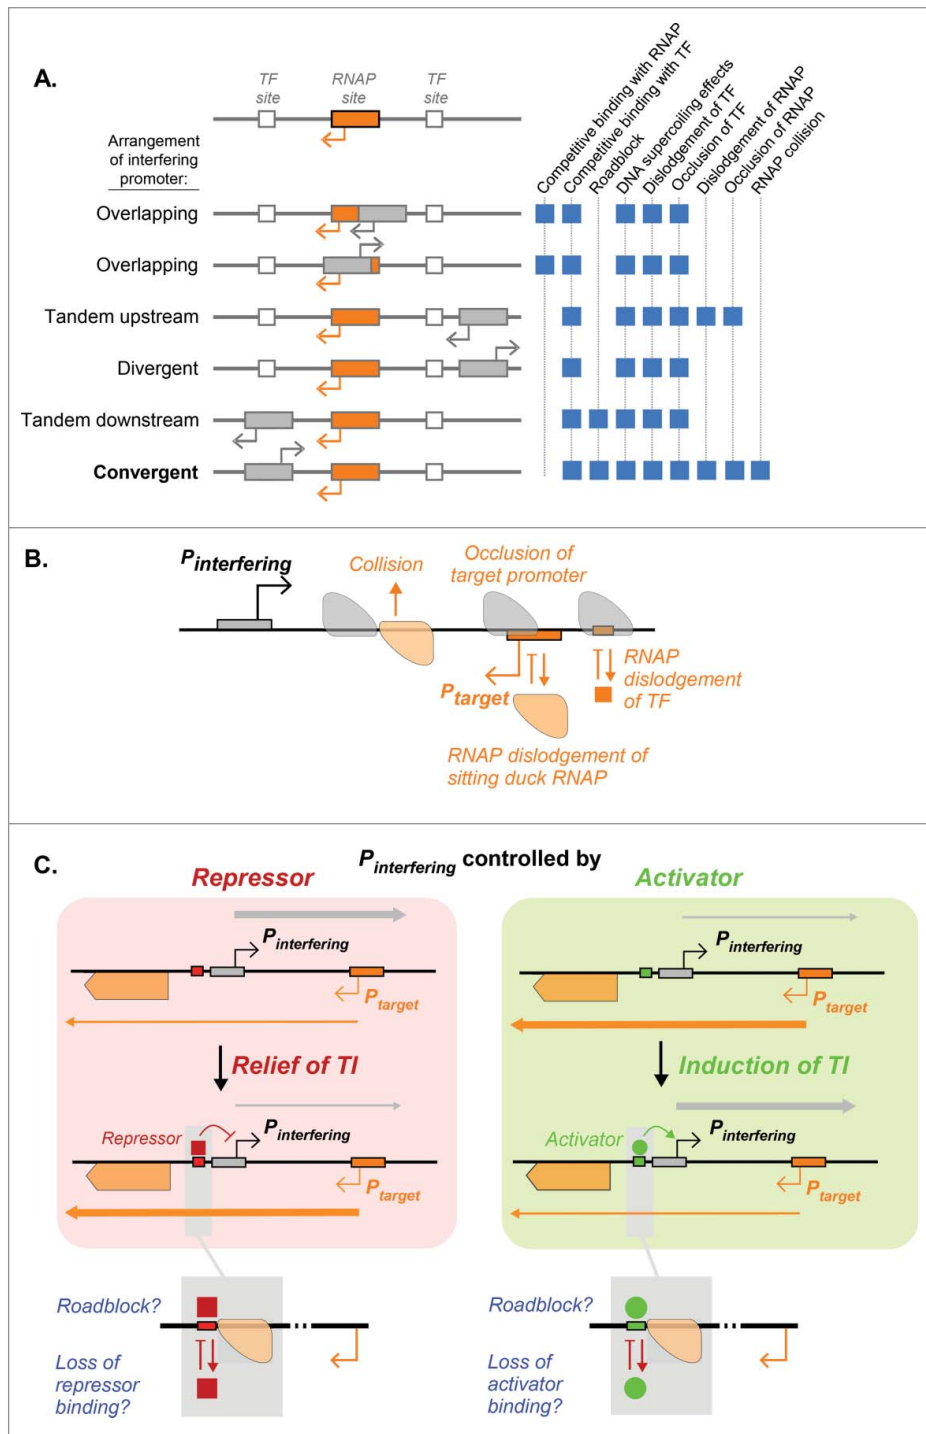 A.
TF
site
RNAP
site
TF
site
Arrangement
of interfering
promoter:
Competitive binding with RNAP
Competitive binding with TF
Roadblock
DNA supercoiling effects
Dislodgement of TF
Occlusion of TF
Dislodgement of RNAP
Occlusion of RNAP
RNAP collision
Overlapping
Overlapping
Tandem upstream
Divergent
Tandem downstream
Convergent
B.
Pinterfering
Collision
Occlusion of
target promoter
Ptarget
RNAP
dislodgement
of TF
RNAP dislodgement of
sitting duck RNAP
C.
Pinterfering controlled by
Repressor
Activator
Pinterfering
Ptarget
Pinterfering
Ptarget
Relief of TI
Induction of TI
Repressor
Pinterfering
Ptarget
Activator
Pinterfering
Ptarget
Roadblock?
Loss of
repressor
binding?
Roadblock?
Loss of
activator
binding?